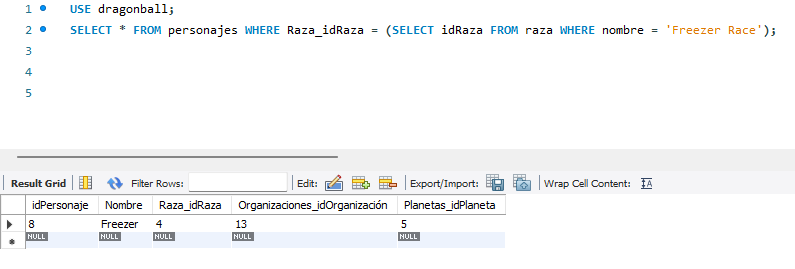 1 USE dragonball;
2 SELECT * FROM personajes WHERE Raza_idRaza = (SELECT idRaza FROM raza WHERE nombre = 'Freezer Race');
3
4
5
Result Grid Filter Rows: Edit: Export/Import: Wrap Cell Content: IA
idPersonaje Nombre Raza_idRaza Organizaciones_idOrganización Planetas_idPlaneta
8 Freezer 4 13 5
NULL NULL NULL NULL NULL